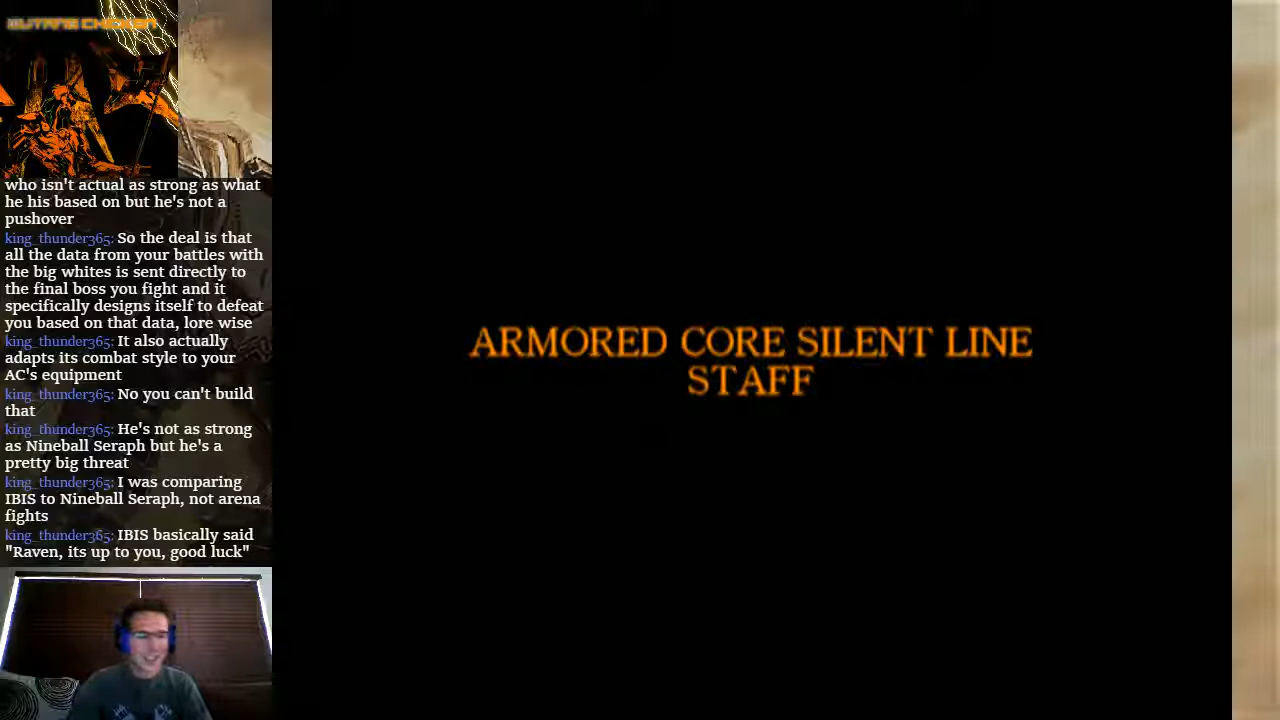 WUTANG CHICKEN
who isn't actual as strong as what
he his based on but he's not a
pushover
king_thunder365: So the deal is that
all the data from your battles with
the big whites is sent directly to
the final boss you fight and it
specifically designs itself to defeat
you based on that data, lore wise
king_thunder365: It also actually
adapts its combat style to your
AC's equipment
king_thunder365: No you can't build
that
king_thunder365: He's not as strong
as Nineball Seraph but he's a
pretty big threat
king_thunder365: I was comparing
IBIS to Nineball Seraph, not arena
fights
king_thunder365: IBIS basically said
"Raven, its up to you, good luck"
ARMORED CORE SILENT LINE
STAFF